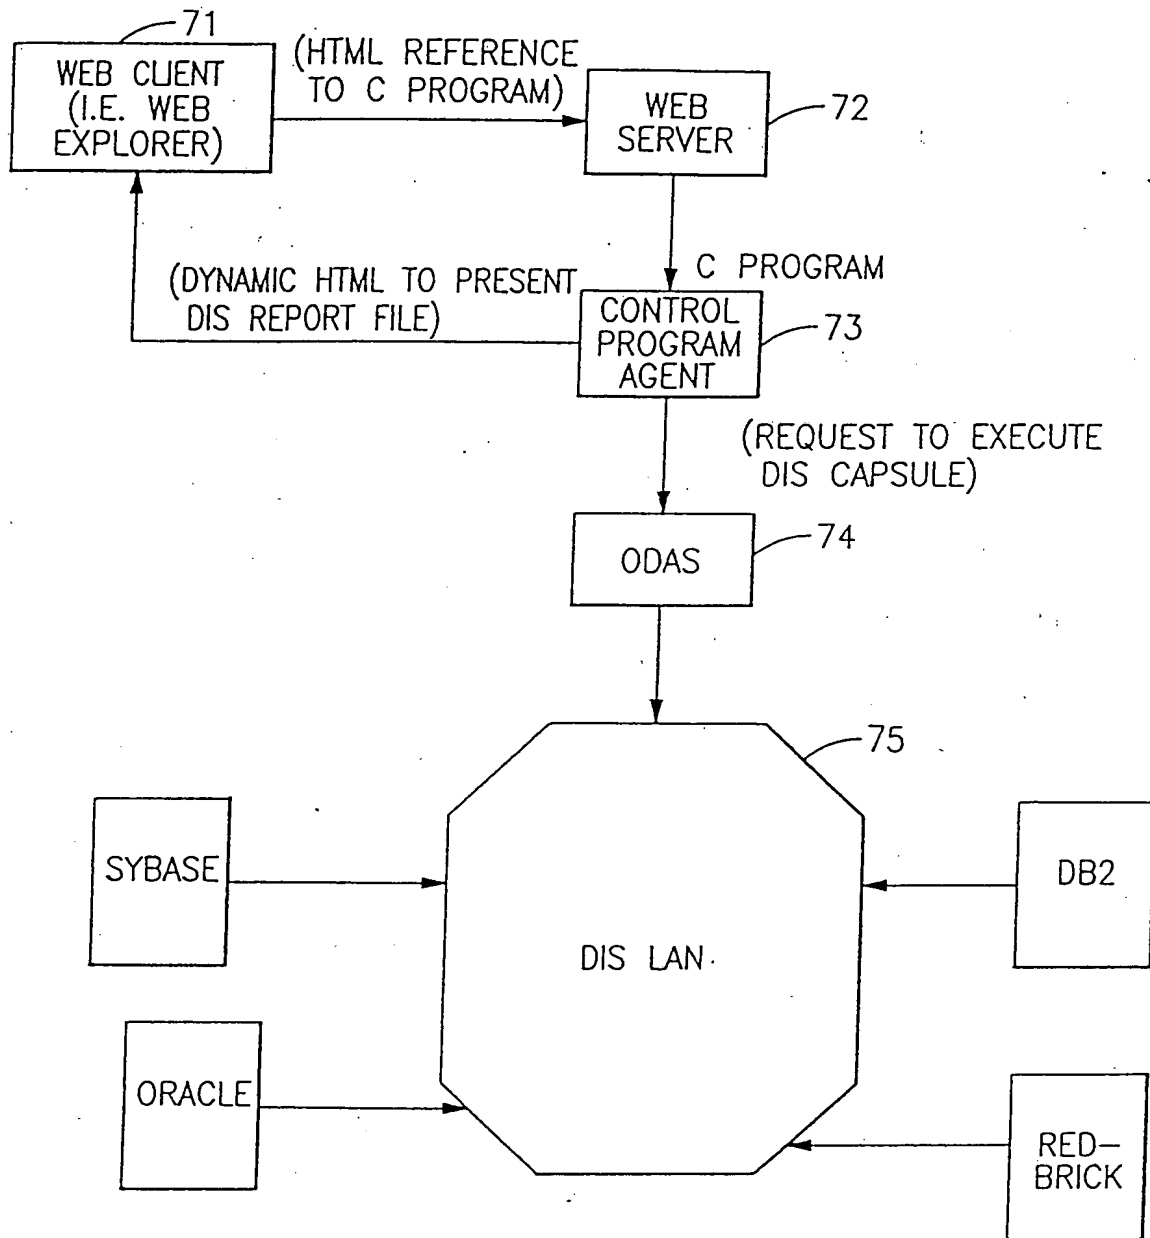 71
WEB CLIENT
(I.E. WEB
EXPLORER)
(HTML REFERENCE
TO C PROGRAM)
WEB
SERVER
72
(DYNAMIC HTML TO PRESENT
DIS REPORT FILE)
C PROGRAM
CONTROL
PROGRAM
AGENT
73
(REQUEST TO EXECUTE
DIS CAPSULE)
ODAS
74
75
SYBASE
DB2
DIS LAN
ORACLE
RED-
BRICK